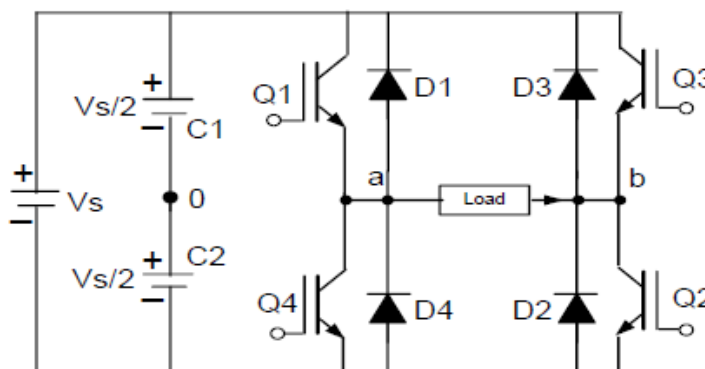 Q1
D1
D3
Q3
+
Vs/2
−
C1
+
Vs
−
0
a
Load
b
+
Vs/2
−
C2
Q4
D4
D2
Q2